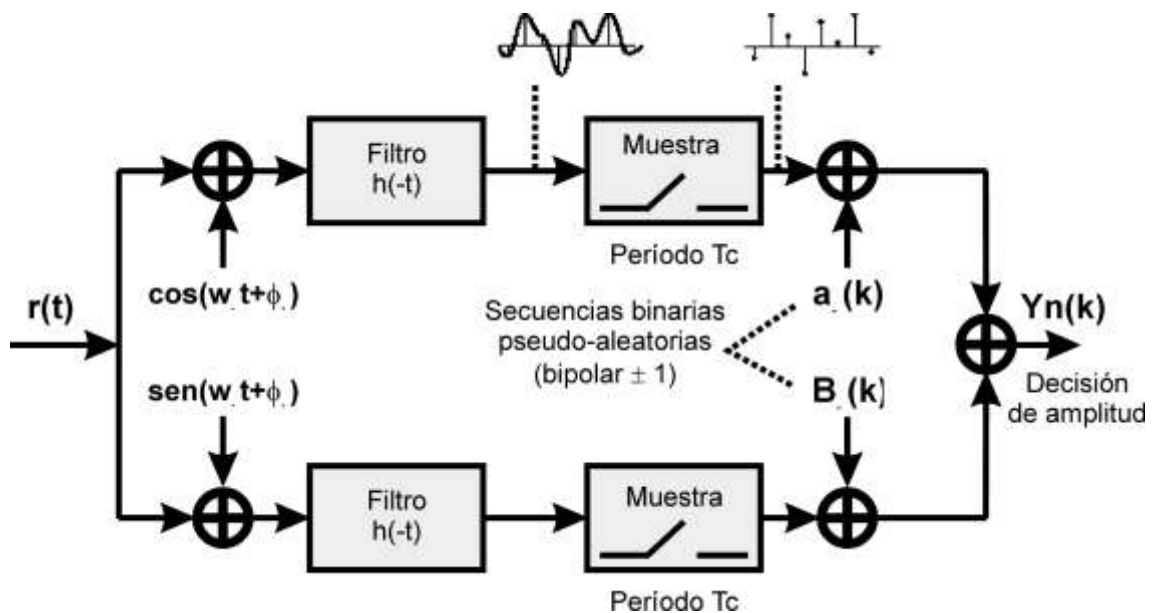 Filtro
h(-t)
Muestra
Período Tc
r(t)
cos(w.t+ϕ.)
a.(k)
Secuencias binarias
pseudo-aleatorias
(bipolar ± 1)
Yn(k)
Decisión
de amplitud
sen(w.t+ϕ.)
B.(k)
Filtro
h(-t)
Muestra
Período Tc